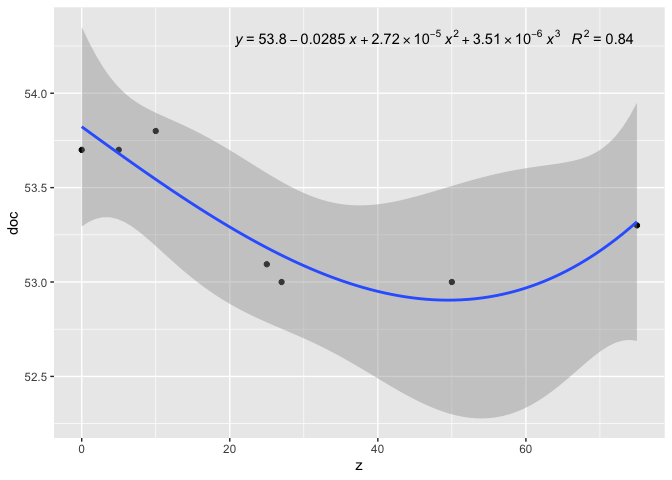 y = 53.8 – 0.0285 x + 2.72 × 10⁻⁵ x² + 3.51 × 10⁻⁶ x³ R² = 0.84
54.0
53.5
53.0
52.5
doc
0 20 40 60
z